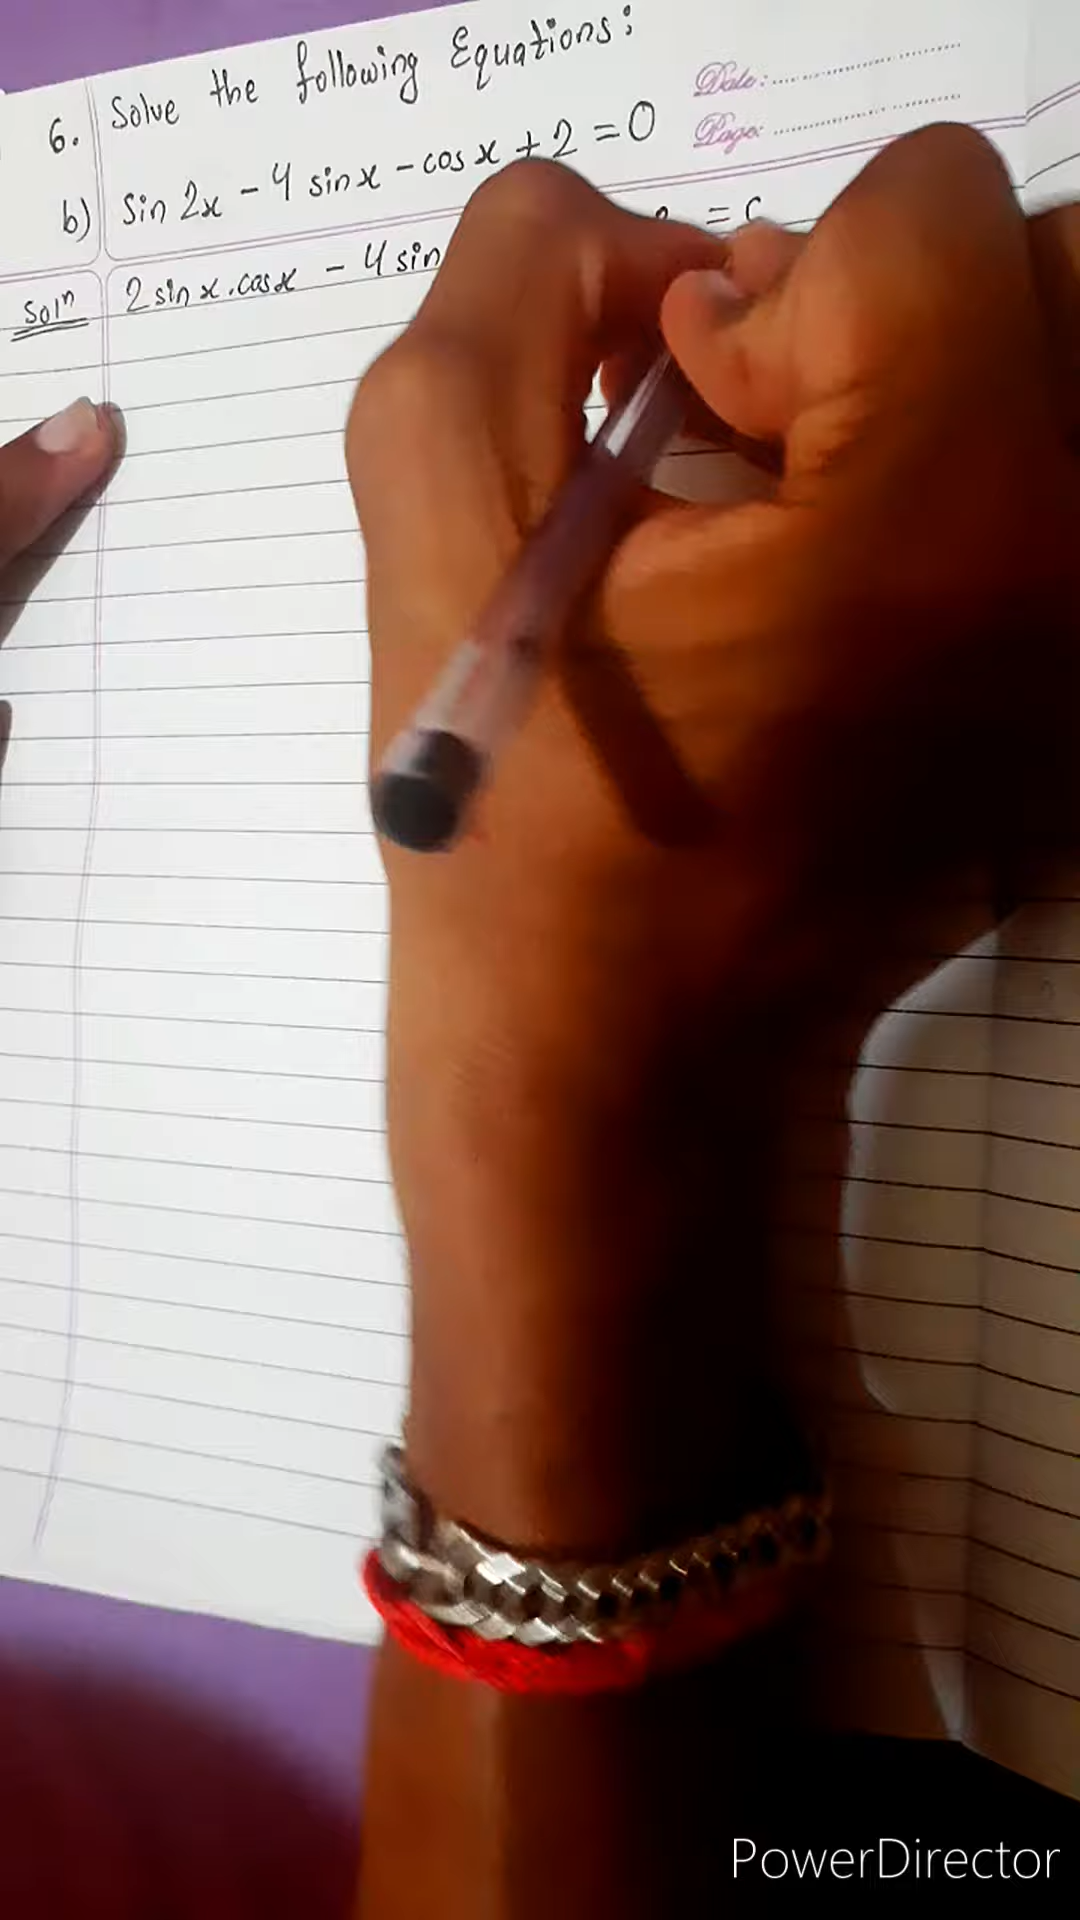 6. Solve the following Equations:
Date:
Page:
b) sin 2x - 4 sin x - cos x + 2 = 0
Solⁿ 2 sin x . cos x - 4 sin =
PowerDirector